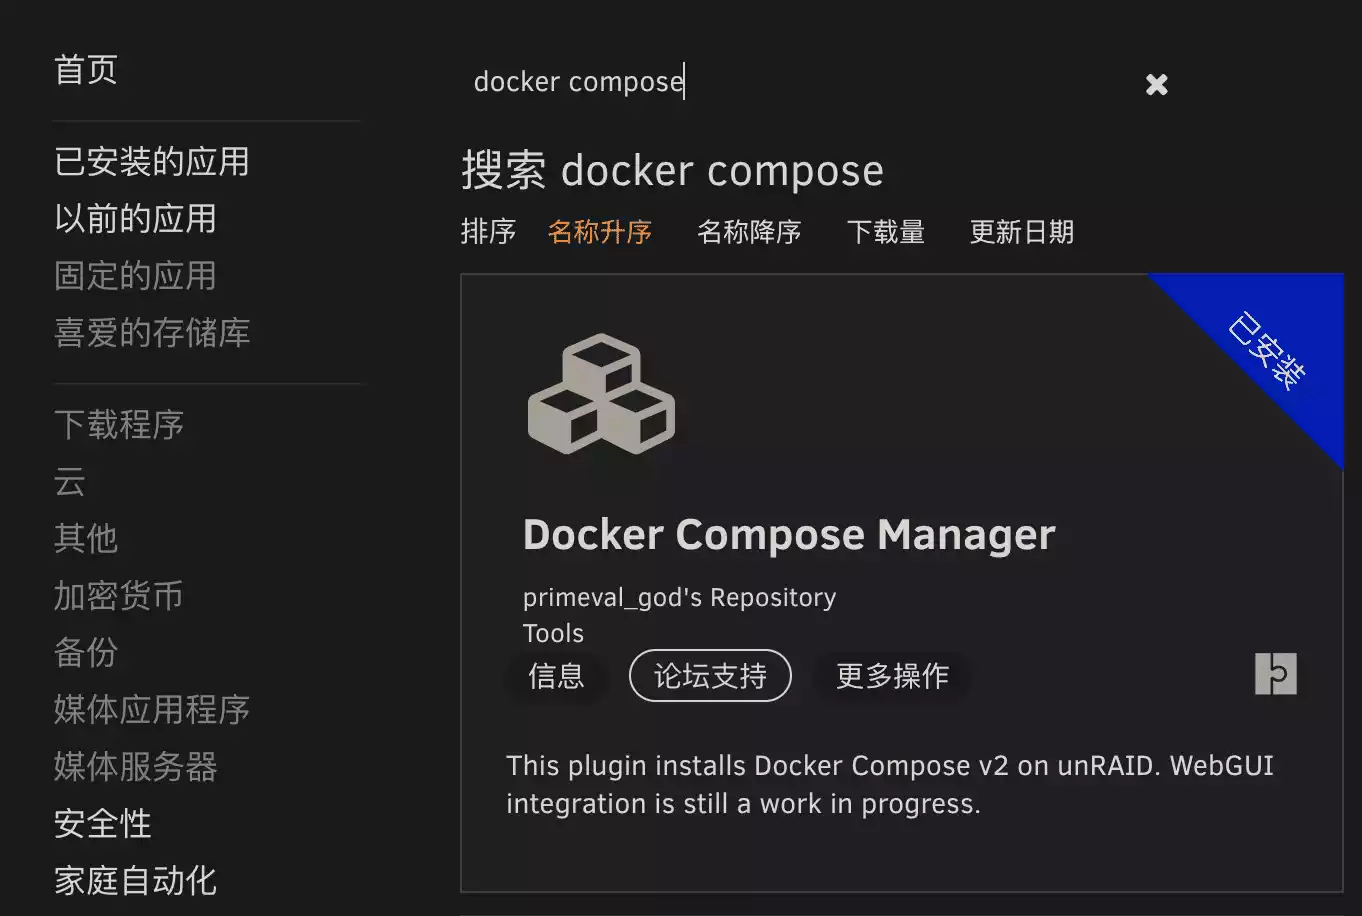 首页
已安装的应用
以前的应用
固定的应用
喜爱的存储库
下载程序
云
其他
加密货币
备份
媒体应用程序
媒体服务器
安全性
家庭自动化
docker compose
搜索 docker compose
排序 名称升序 名称降序 下载量 更新日期
已安装
Docker Compose Manager
primeval_god's Repository
Tools
信息 论坛支持 更多操作
This plugin installs Docker Compose v2 on unRAID. WebGUI
integration is still a work in progress.